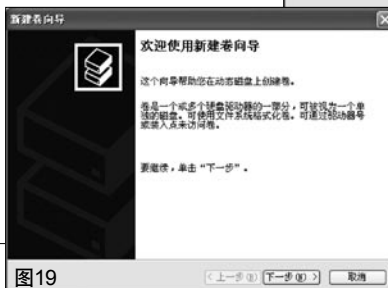 新建卷向导
欢迎使用新建卷向导
这个向导帮助您在动态磁盘上创建卷。
卷是一个或多个硬盘驱动器的一部分，可被视为一个单
独的磁盘。可使用文件系统格式化卷。可通过驱动器号
或装入点来访问卷。
要继续，单击“下一步”。
<上一步(B) 下一步(N)> 取消
图19